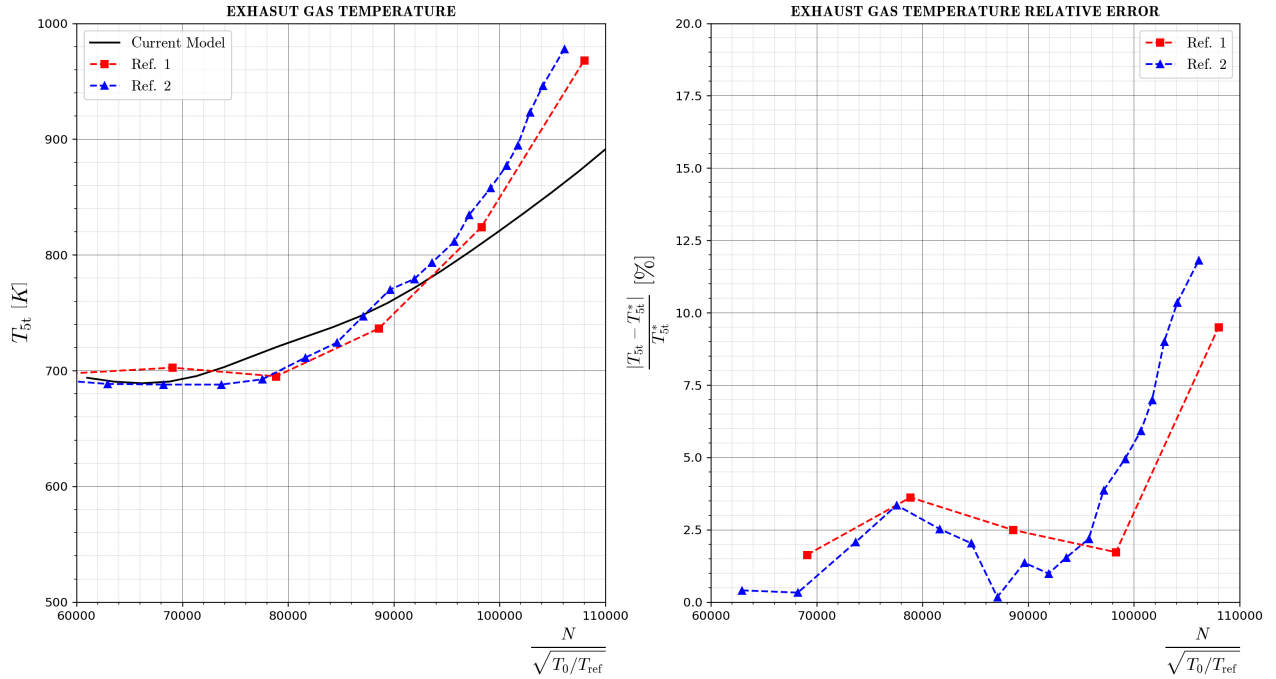 EXHASUT GAS TEMPERATURE
1000
900
800
700
600
500
T5t [K]
Current Model
Ref. 1
Ref. 2
60000 70000 80000 90000 100000 110000
N
√T0/Tref
EXHAUST GAS TEMPERATURE RELATIVE ERROR
20.0
17.5
15.0
12.5
10.0
7.5
5.0
2.5
0.0
|T5t − T*5t|
T*5t
[%]
Ref. 1
Ref. 2
60000 70000 80000 90000 100000 110000
N
√T0/Tref